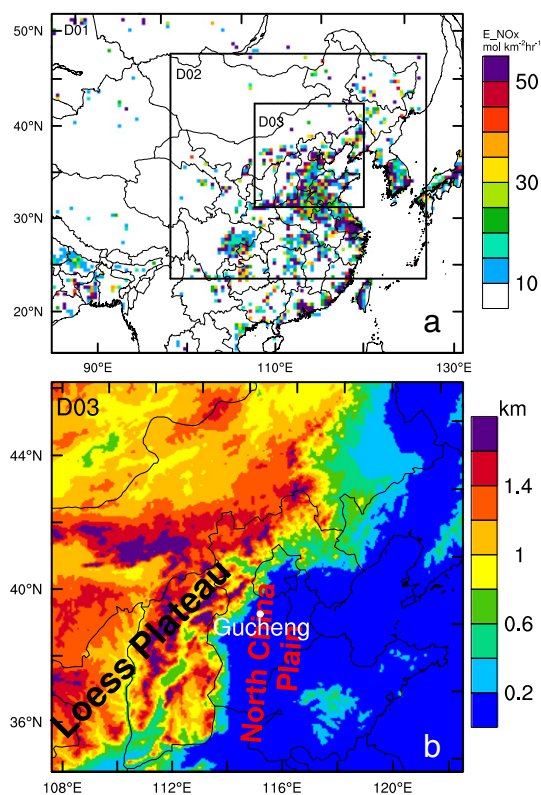 D01
E_NOx
mol km⁻²hr⁻¹
50°N
D02
50
40°N
D03
30°N
30
20°N
10
a
90°E
110°E
130°E
D03
km
44°N
1.4
1
40°N
Loess Plateau
Gucheng
North China
Plain
0.6
0.2
36°N
b
108°E
112°E
116°E
120°E